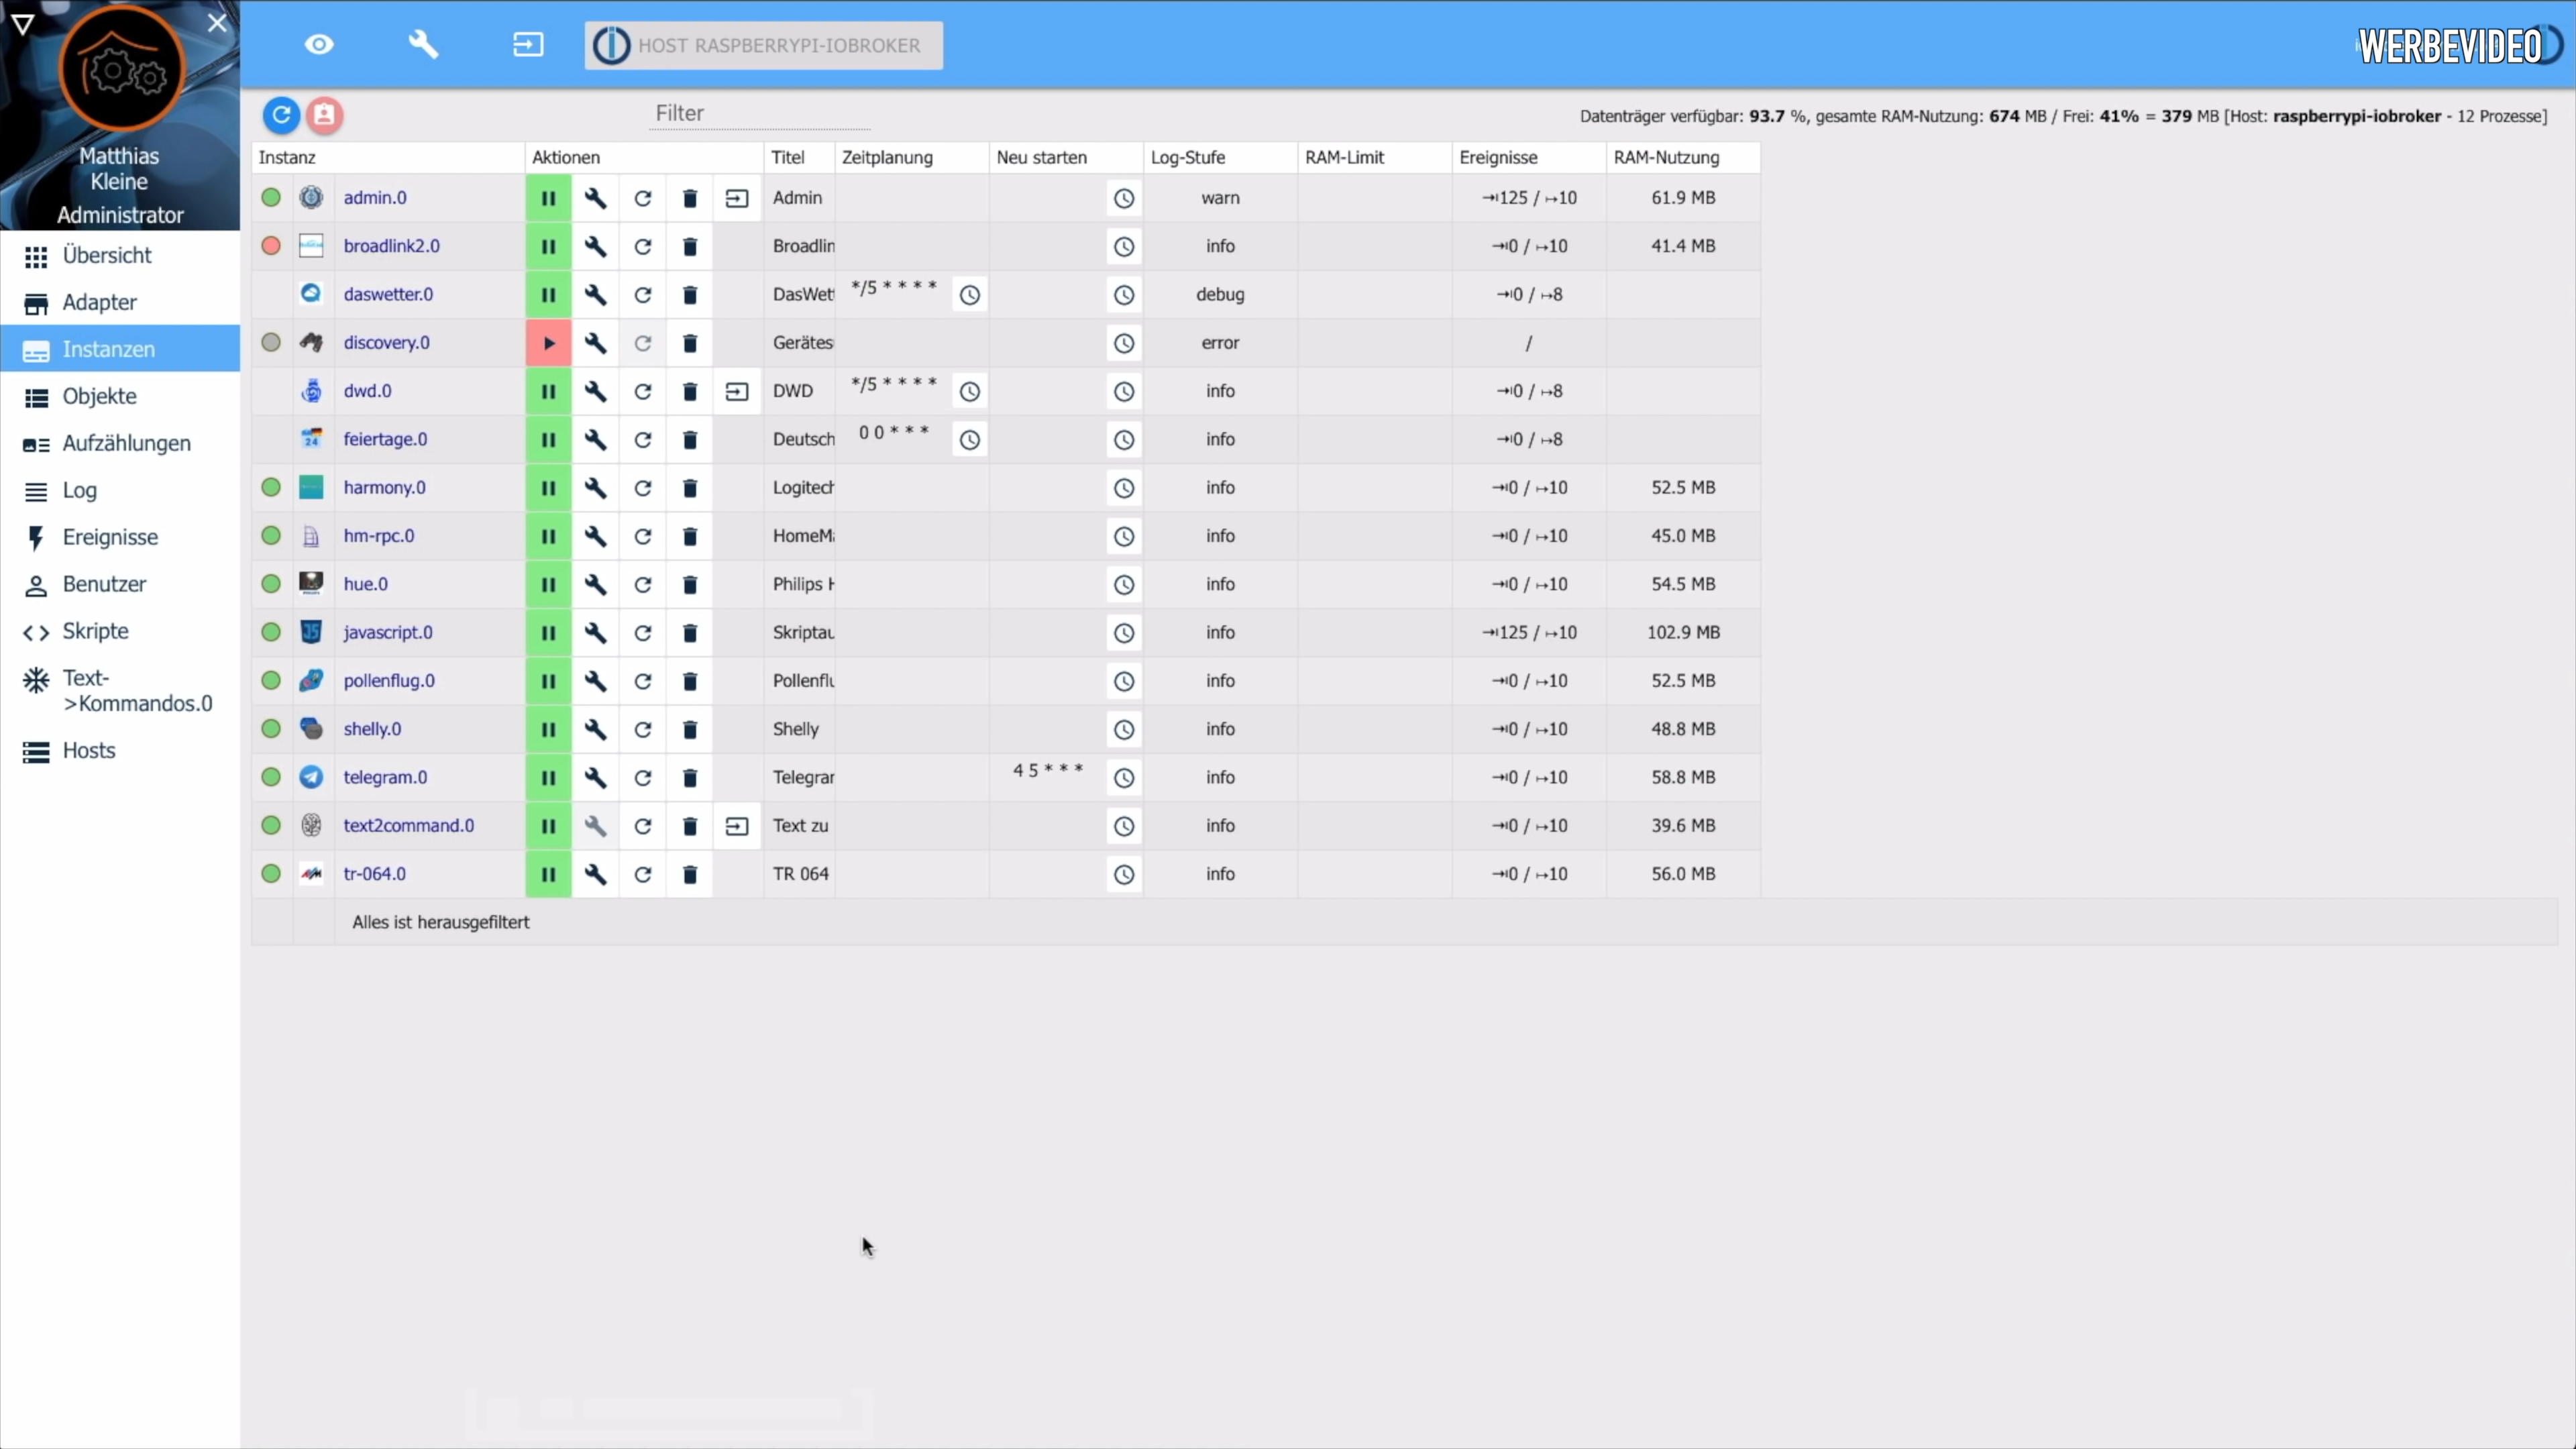 HOST RASPBERRYPI-IOBROKER
WERBEVIDEO
Matthias
Kleine
Administrator
Übersicht
Adapter
Instanzen
Objekte
Aufzählungen
Log
Ereignisse
Benutzer
Skripte
Text-
>Kommandos.0
Hosts
Filter
Datenträger verfügbar: 93.7 %, gesamte RAM-Nutzung: 674 MB / Frei: 41% = 379 MB [Host: raspberrypi-iobroker - 12 Prozesse]
Instanz Aktionen Titel Zeitplanung Neu starten Log-Stufe RAM-Limit Ereignisse RAM-Nutzung
admin.0 Admin warn ⇥125 / ↦10 61.9 MB
broadlink2.0 Broadlin info ⇥0 / ↦10 41.4 MB
daswetter.0 DasWet */5 * * * * debug ⇥0 / ↦8
discovery.0 Gerätes error /
dwd.0 DWD */5 * * * * info ⇥0 / ↦8
feiertage.0 Deutsch 0 0 * * * info ⇥0 / ↦8
24
harmony.0 Logitech info ⇥0 / ↦10 52.5 MB
hm-rpc.0 HomeMa info ⇥0 / ↦10 45.0 MB
hue.0 Philips H info ⇥0 / ↦10 54.5 MB
JS javascript.0 Skriptau info ⇥125 / ↦10 102.9 MB
pollenflug.0 Pollenflu info ⇥0 / ↦10 52.5 MB
shelly.0 Shelly info ⇥0 / ↦10 48.8 MB
telegram.0 Telegrar 4 5 * * * info ⇥0 / ↦10 58.8 MB
text2command.0 Text zu info ⇥0 / ↦10 39.6 MB
tr-064.0 TR 064 info ⇥0 / ↦10 56.0 MB
Alles ist herausgefiltert